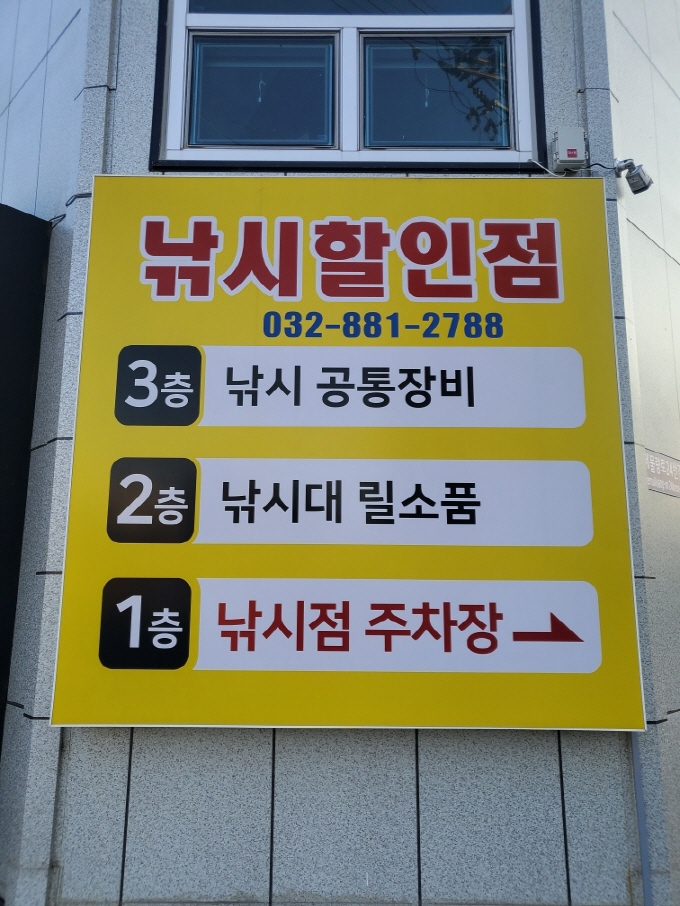 낚시할인점
032-881-2788
3층 낚시 공통장비
2층 낚시대 릴소품
1층 낚시점 주차장